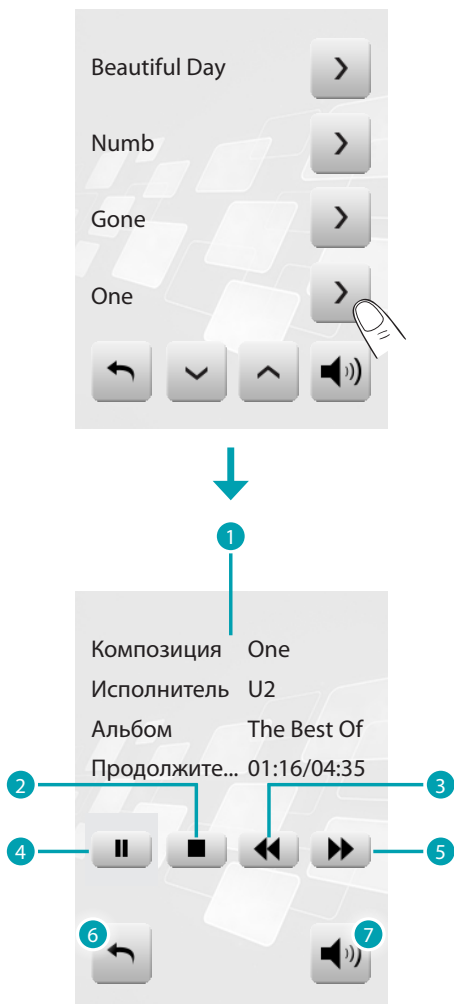 Beautiful Day
Numb
Gone
One
1
Композиция One
Исполнитель U2
Альбом The Best Of
Продолжите... 01:16/04:35
2
3
4
5
6
7